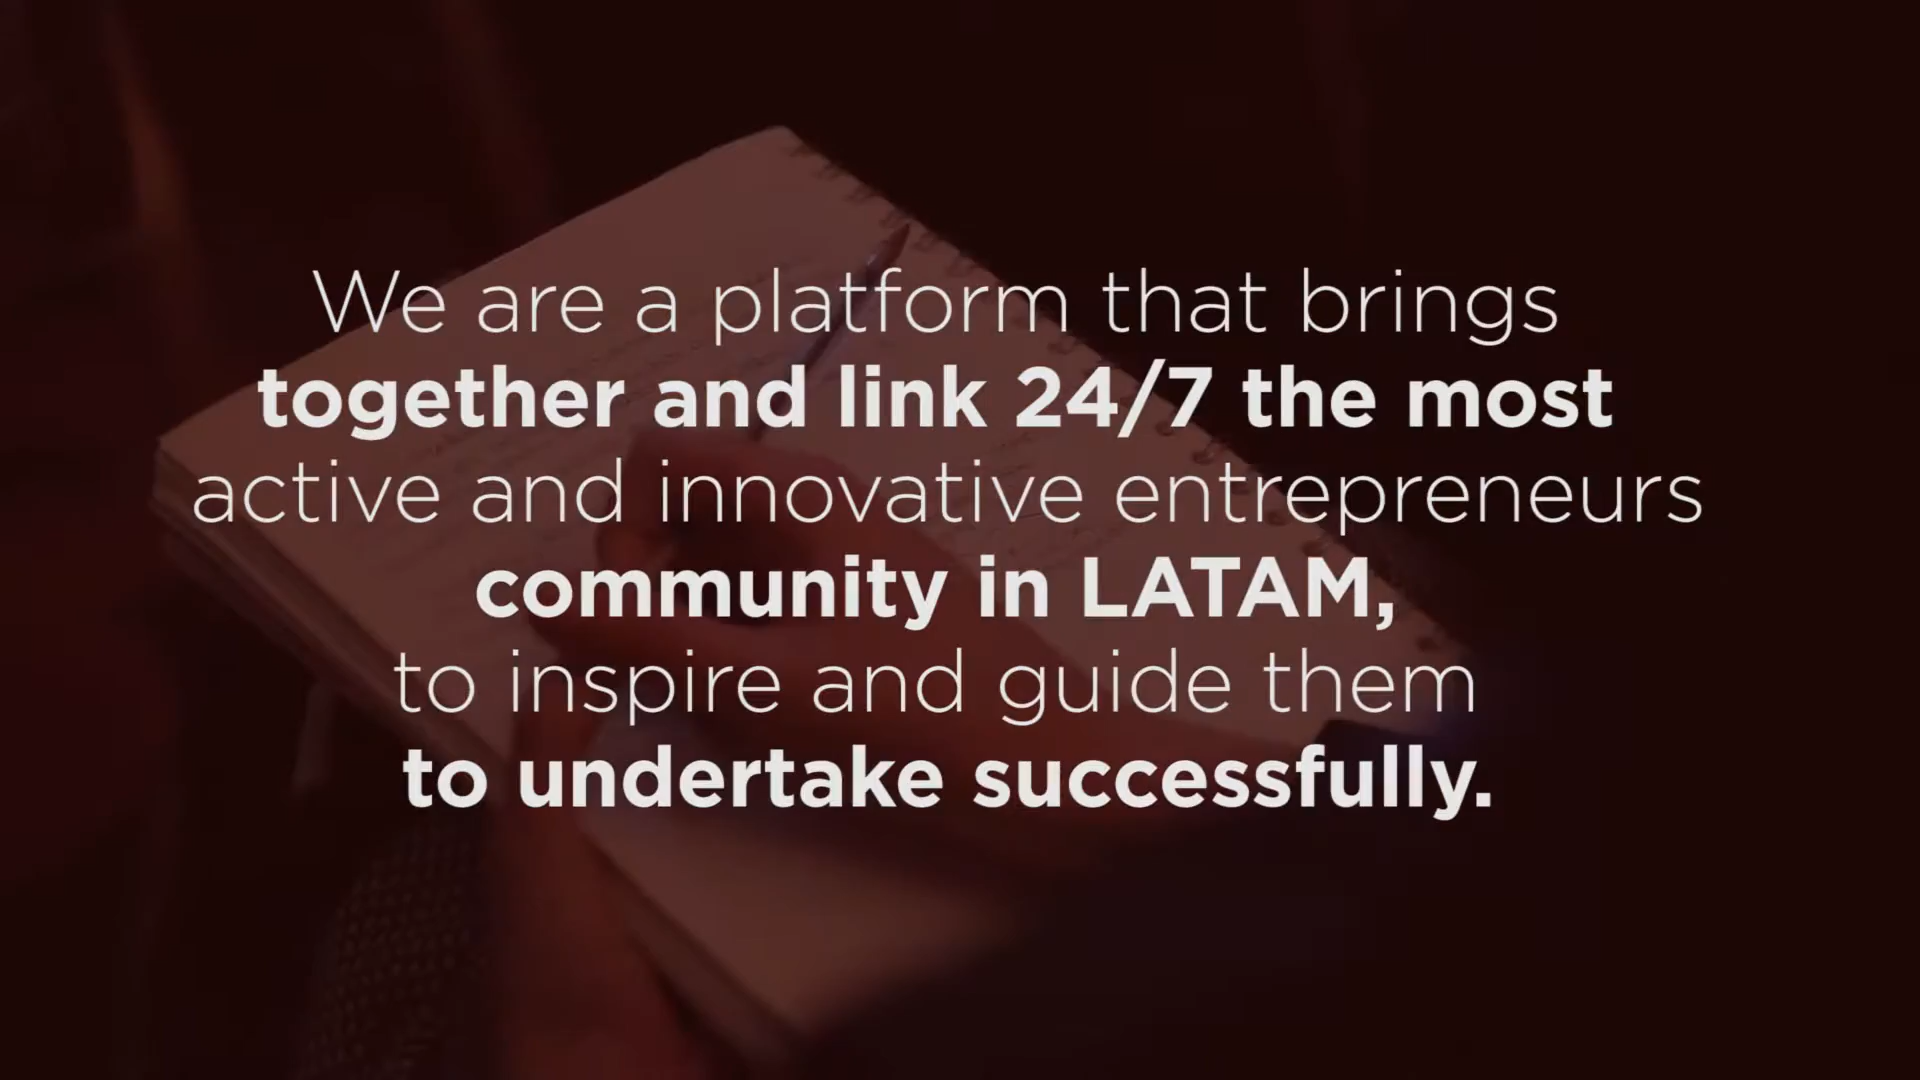 We are a platform that brings
together and link 24/7 the most
active and innovative entrepreneurs
community in LATAM,
to inspire and guide them
to undertake successfully.